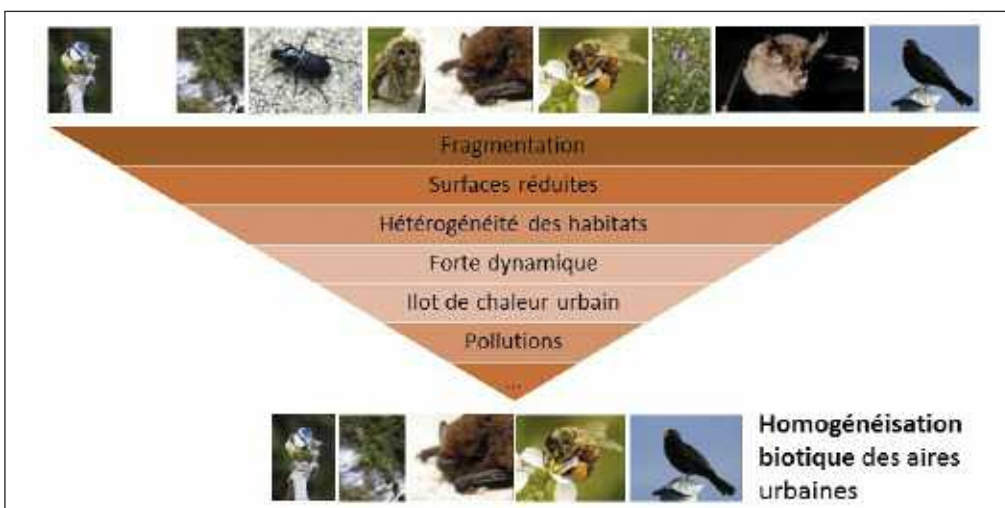 Fragmentation
Surfaces réduites
Hétérogénéité des habitats
Forte dynamique
Ilot de chaleur urbain
Pollutions
...
Homogénéisation
biotique des aires
urbaines